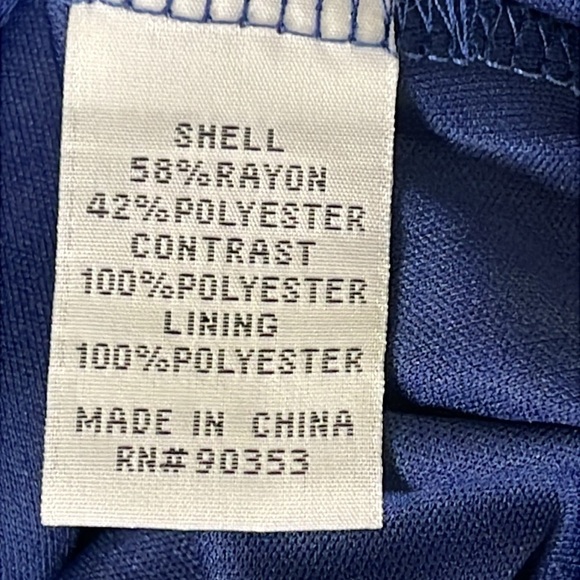 SHELL
58%RAYON
42%POLYESTER
CONTRAST
100%POLYESTER
LINING
100%POLYESTER
MADE IN CHINA
RN#90353